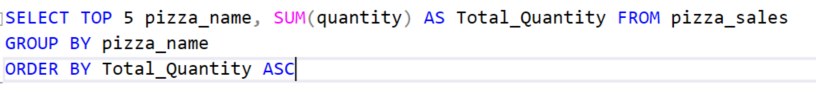 SELECT TOP 5 pizza_name, SUM(quantity) AS Total_Quantity FROM pizza_sales
GROUP BY pizza_name
ORDER BY Total_Quantity ASC